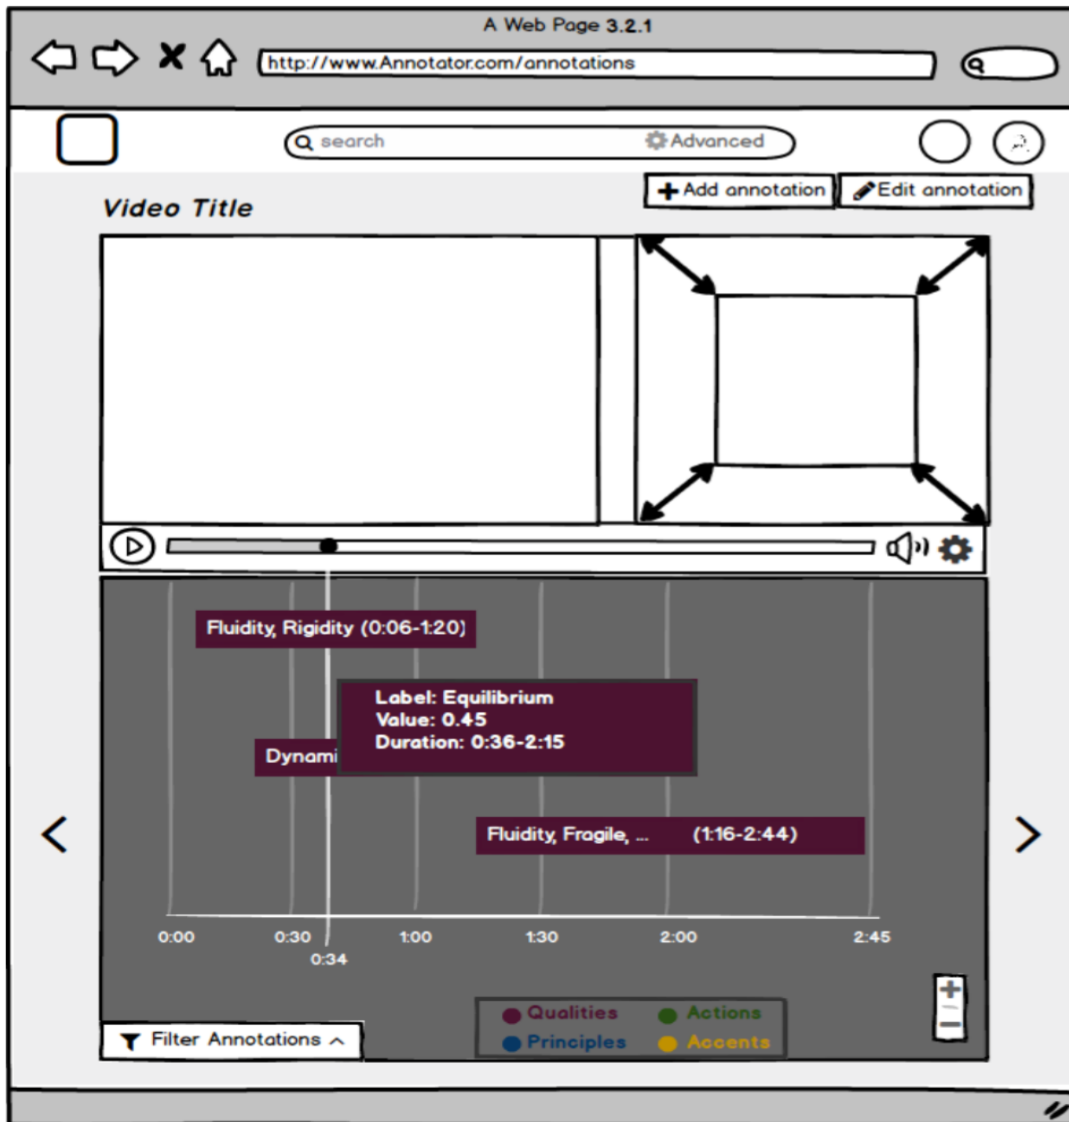 A Web Page 3.2.1
http://www.Annotator.com/annotations
search Advanced
Add annotation Edit annotation
Video Title
Fluidity, Rigidity (0:06-1:20)
Label: Equilibrium
Value: 0.45
Duration: 0:36-2:15
Dynami
Fluidity, Fragile, ... (1:16-2:44)
0:00 0:30 1:00 1:30 2:00 2:45
0:34
Qualities Actions
Filter Annotations
Principles Accents